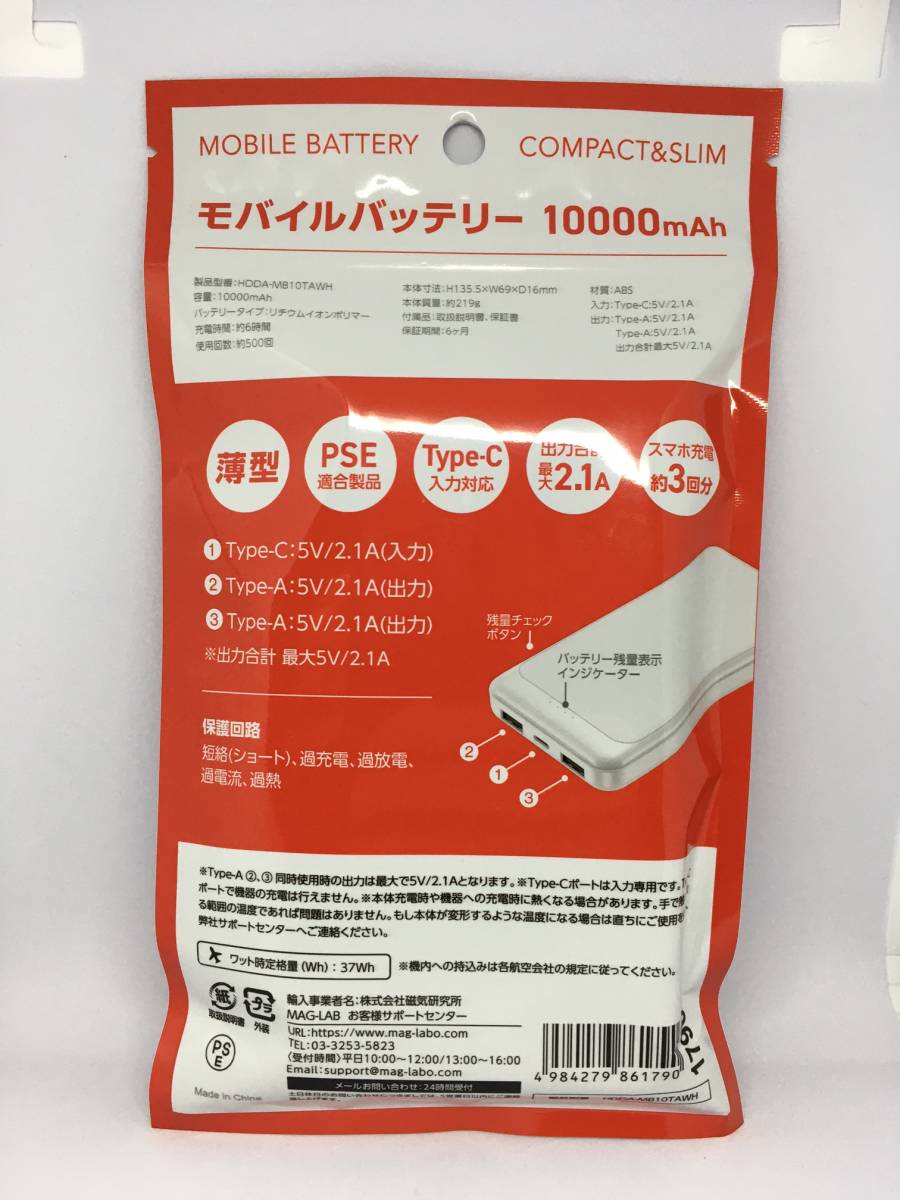 MOBILE BATTERY
COMPACT&SLIM
モバイルバッテリー 10000mAh
製品型番:HDDA-MB10TAWH
容量:10000mAh
バッテリータイプ:リチウムイオンポリマー
充電時間:約6時間
使用回数:約500回
本体寸法:H135.5×W69×D16mm
本体質量:約219g
付属品:取扱説明書、保証書
保証期間:6ヶ月
材質:ABS
入力:Type-C:5V/2.1A
出力:Type-A:5V/2.1A
Type-A:5V/2.1A
出力合計最大5V/2.1A
薄型
PSE
適合製品
Type-C
入力対応
出力合計
最大2.1A
スマホ充電
約3回分
① Type-C:5V/2.1A(入力)
② Type-A:5V/2.1A(出力)
③ Type-A:5V/2.1A(出力)
※出力合計 最大5V/2.1A
残量チェック
ボタン
バッテリー残量表示
インジケーター
②
①
③
保護回路
短絡(ショート)、過充電、過放電、
過電流、過熱
※Type-A ②、③ 同時使用時の出力は最大で5V/2.1Aとなります。※Type-Cポートは入力専用です。
ポートで機器の充電は行えません。※本体充電時や機器への充電時に熱くなる場合があります。手で
る範囲の温度であれば問題はありません。もし本体が変形するような温度になる場合は直ちにご使用を
弊社サポートセンターへご連絡ください。
ワット時定格量(Wh):37Wh
※機内への持込みは各航空会社の規定に従ってください。
紙
取扱説明書
プラ
外装
PSE
Made in China
輸入事業者名:株式会社磁気研究所
MAG-LAB お客様サポートセンター
URL:https://www.mag-labo.com
TEL:03-3253-5823
〈受付時間〉平日10:00〜12:00/13:00〜16:00
Email:support@mag-labo.com
メールお問い合わせ:24時間受付
4 984279 861790
HDDA-MB10TAWH